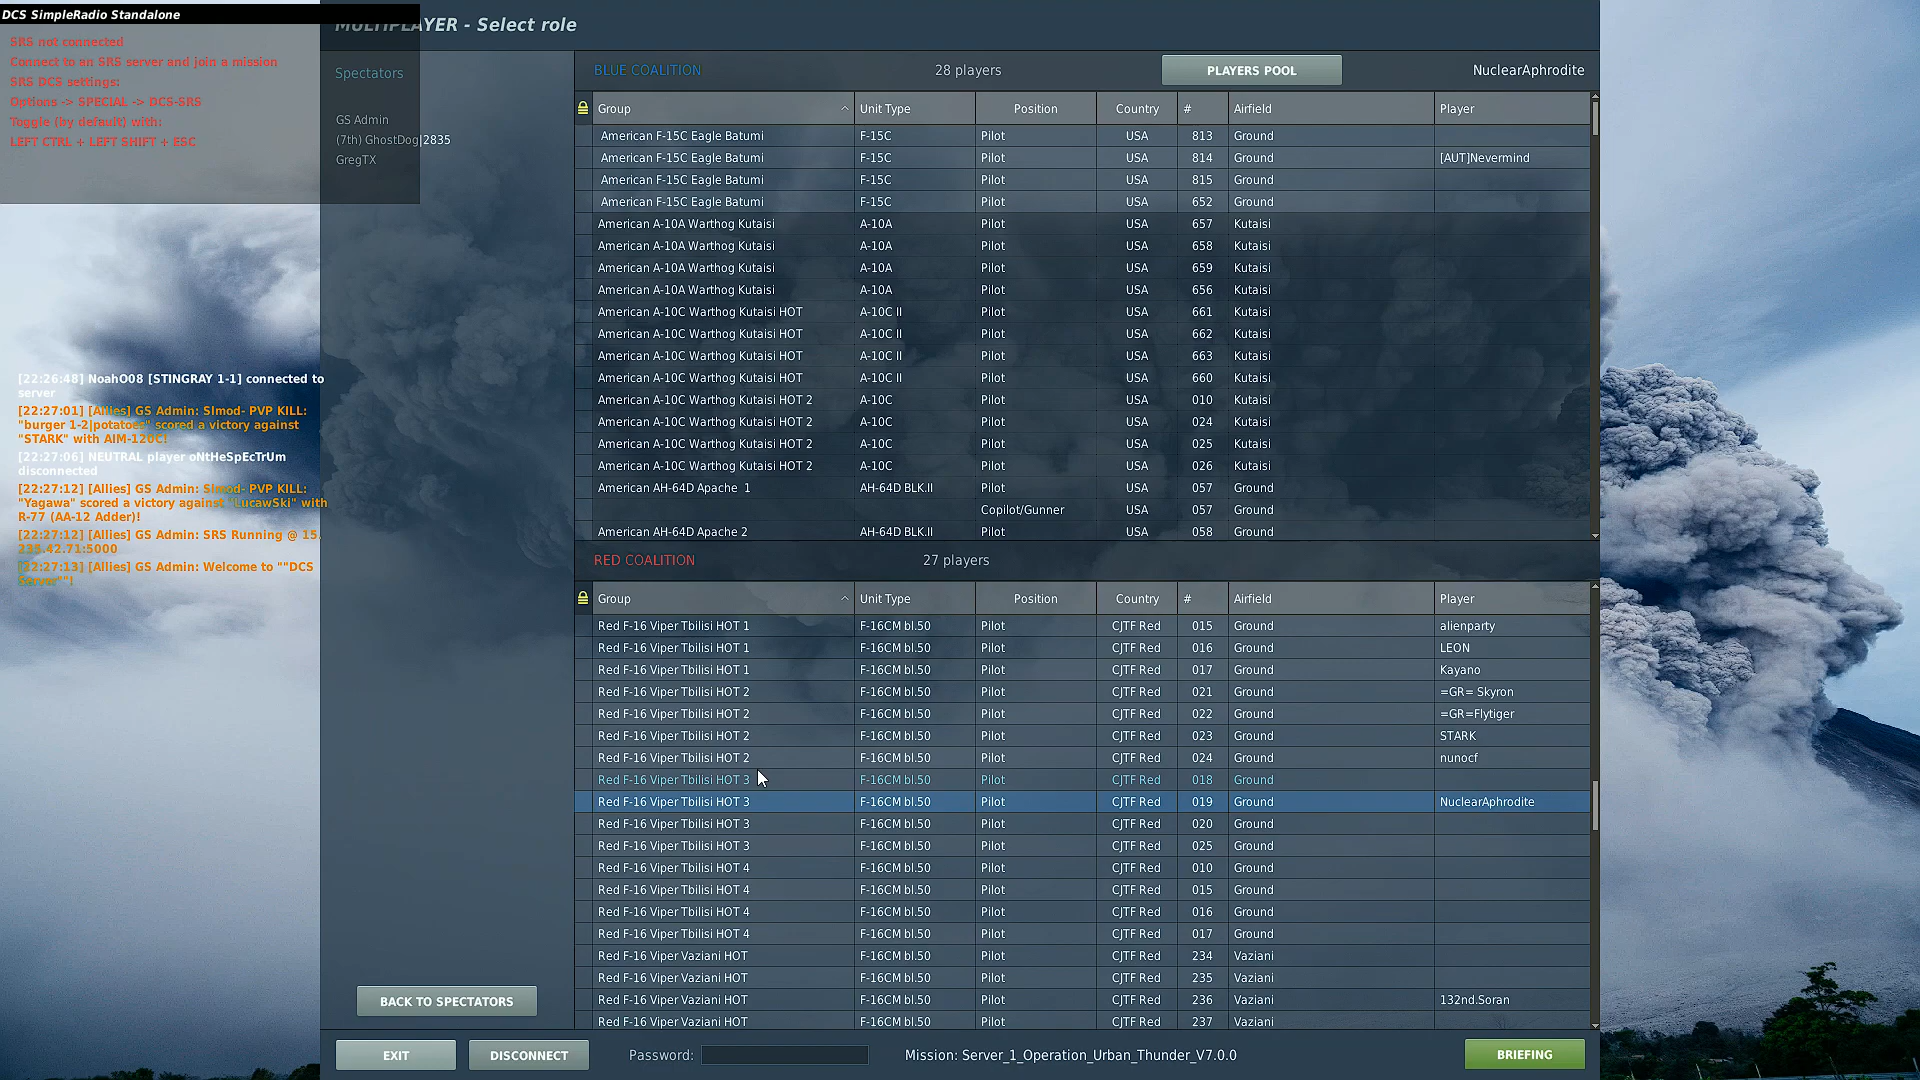 DCS SimpleRadio Standalone
SRS not connected
Connect to an SRS server and join a mission
SRS DCS settings:
Options -> SPECIAL -> DCS-SRS
Toggle (by default) with:
LEFT CTRL + LEFT SHIFT + ESC
MULTIPLAYER - Select role
Spectators
GS Admin
(7th) GhostDog|2835
GregTX
[22:26:48] NoahO08 [STINGRAY 1-1] connected to
server
[22:27:01] [Allies] GS Admin: Slmod- PVP KILL:
"burger 1-2|potatoes" scored a victory against
"STARK" with AIM-120C!
[22:27:06] NEUTRAL player oNtHeSpEcTrUm
disconnected
[22:27:12] [Allies] GS Admin: Slmod- PVP KILL:
"Yagawa" scored a victory against "LucawSki" with
R-77 (AA-12 Adder)!
[22:27:12] [Allies] GS Admin: SRS Running @ 15.
235.42.71:5000
[22:27:13] [Allies] GS Admin: Welcome to ""DCS
Server""!
BLUE COALITION 28 players PLAYERS POOL NuclearAphrodite
Group Unit Type Position Country # Airfield Player
American F-15C Eagle Batumi F-15C Pilot USA 813 Ground
American F-15C Eagle Batumi F-15C Pilot USA 814 Ground [AUT]Nevermind
American F-15C Eagle Batumi F-15C Pilot USA 815 Ground
American F-15C Eagle Batumi F-15C Pilot USA 652 Ground
American A-10A Warthog Kutaisi A-10A Pilot USA 657 Kutaisi
American A-10A Warthog Kutaisi A-10A Pilot USA 658 Kutaisi
American A-10A Warthog Kutaisi A-10A Pilot USA 659 Kutaisi
American A-10A Warthog Kutaisi A-10A Pilot USA 656 Kutaisi
American A-10C Warthog Kutaisi HOT A-10C II Pilot USA 661 Kutaisi
American A-10C Warthog Kutaisi HOT A-10C II Pilot USA 662 Kutaisi
American A-10C Warthog Kutaisi HOT A-10C II Pilot USA 663 Kutaisi
American A-10C Warthog Kutaisi HOT A-10C II Pilot USA 660 Kutaisi
American A-10C Warthog Kutaisi HOT 2 A-10C Pilot USA 010 Kutaisi
American A-10C Warthog Kutaisi HOT 2 A-10C Pilot USA 024 Kutaisi
American A-10C Warthog Kutaisi HOT 2 A-10C Pilot USA 025 Kutaisi
American A-10C Warthog Kutaisi HOT 2 A-10C Pilot USA 026 Kutaisi
American AH-64D Apache 1 AH-64D BLK.II Pilot USA 057 Ground
Copilot/Gunner USA 057 Ground
American AH-64D Apache 2 AH-64D BLK.II Pilot USA 058 Ground
RED COALITION 27 players
Group Unit Type Position Country # Airfield Player
Red F-16 Viper Tbilisi HOT 1 F-16CM bl.50 Pilot CJTF Red 015 Ground alienparty
Red F-16 Viper Tbilisi HOT 1 F-16CM bl.50 Pilot CJTF Red 016 Ground LEON
Red F-16 Viper Tbilisi HOT 1 F-16CM bl.50 Pilot CJTF Red 017 Ground Kayano
Red F-16 Viper Tbilisi HOT 2 F-16CM bl.50 Pilot CJTF Red 021 Ground =GR= Skyron
Red F-16 Viper Tbilisi HOT 2 F-16CM bl.50 Pilot CJTF Red 022 Ground =GR=Flytiger
Red F-16 Viper Tbilisi HOT 2 F-16CM bl.50 Pilot CJTF Red 023 Ground STARK
Red F-16 Viper Tbilisi HOT 2 F-16CM bl.50 Pilot CJTF Red 024 Ground nunocf
Red F-16 Viper Tbilisi HOT 3 F-16CM bl.50 Pilot CJTF Red 018 Ground
Red F-16 Viper Tbilisi HOT 3 F-16CM bl.50 Pilot CJTF Red 019 Ground NuclearAphrodite
Red F-16 Viper Tbilisi HOT 3 F-16CM bl.50 Pilot CJTF Red 020 Ground
Red F-16 Viper Tbilisi HOT 3 F-16CM bl.50 Pilot CJTF Red 025 Ground
Red F-16 Viper Tbilisi HOT 4 F-16CM bl.50 Pilot CJTF Red 010 Ground
Red F-16 Viper Tbilisi HOT 4 F-16CM bl.50 Pilot CJTF Red 015 Ground
Red F-16 Viper Tbilisi HOT 4 F-16CM bl.50 Pilot CJTF Red 016 Ground
Red F-16 Viper Tbilisi HOT 4 F-16CM bl.50 Pilot CJTF Red 017 Ground
Red F-16 Viper Vaziani HOT F-16CM bl.50 Pilot CJTF Red 234 Vaziani
Red F-16 Viper Vaziani HOT F-16CM bl.50 Pilot CJTF Red 235 Vaziani
Red F-16 Viper Vaziani HOT F-16CM bl.50 Pilot CJTF Red 236 Vaziani 132nd.Soran
Red F-16 Viper Vaziani HOT F-16CM bl.50 Pilot CJTF Red 237 Vaziani
BACK TO SPECTATORS
EXIT DISCONNECT Password: Mission: Server_1_Operation_Urban_Thunder_V7.0.0 BRIEFING